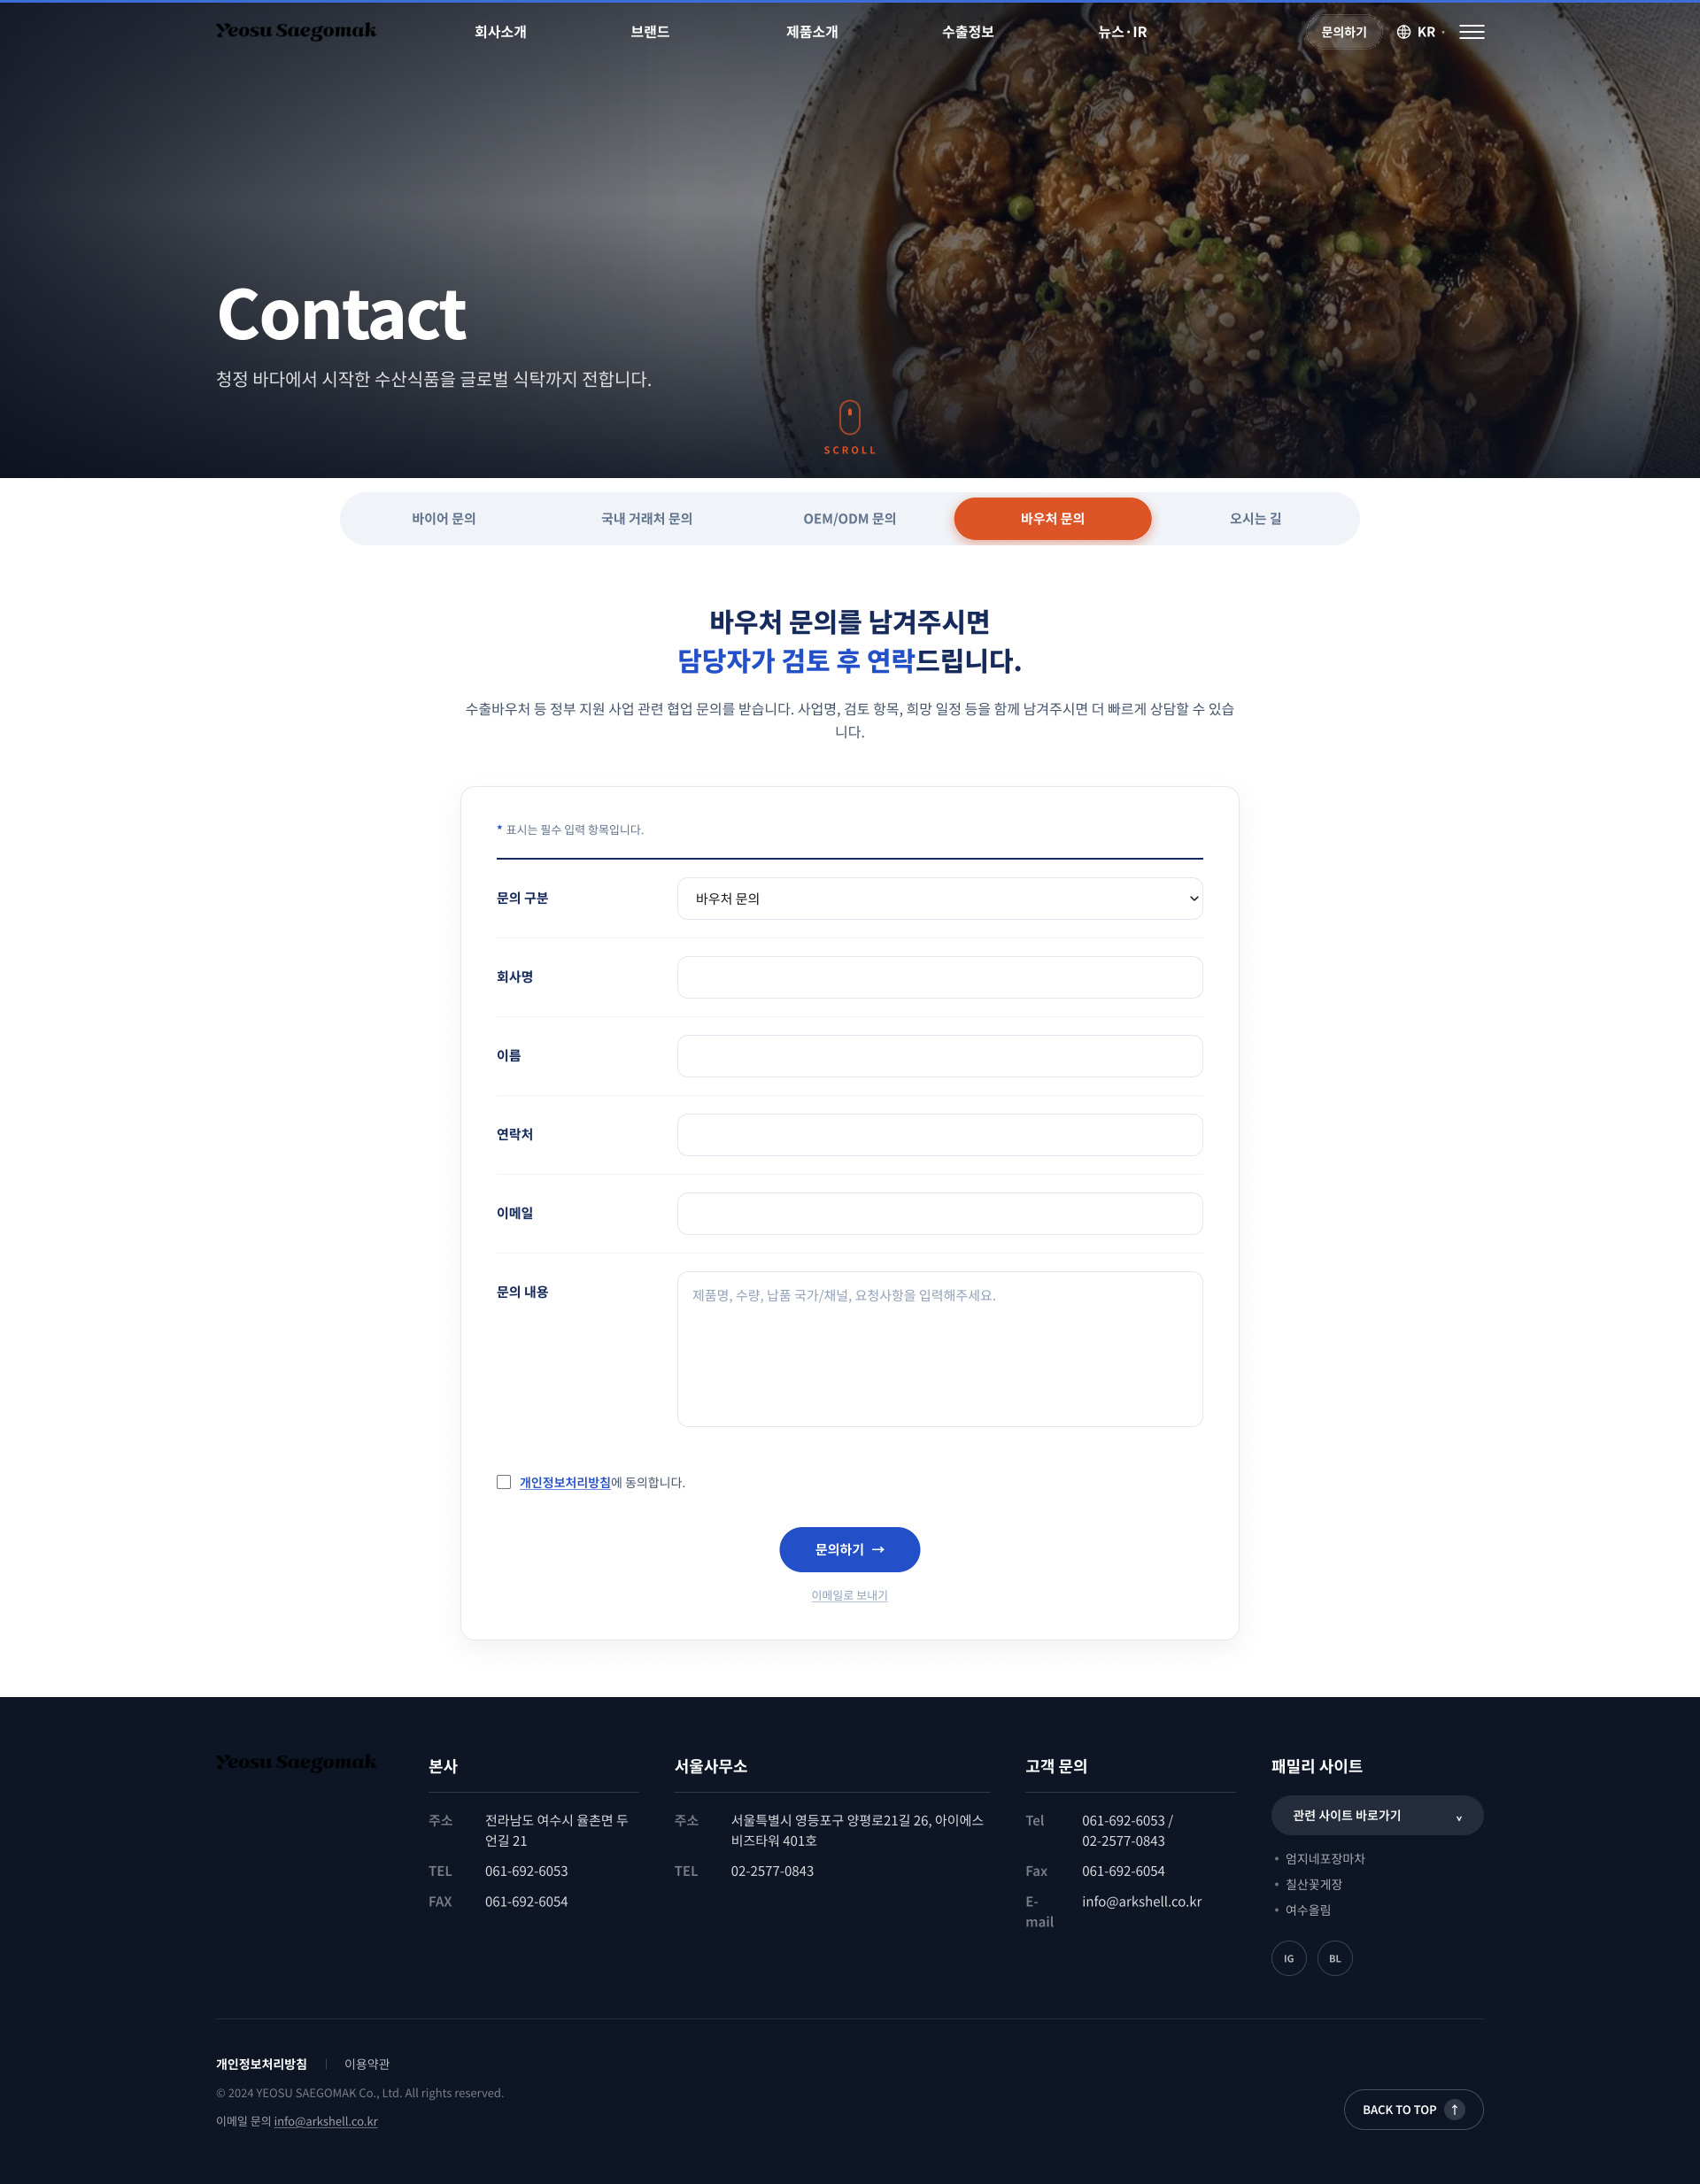 Yeosu Saegomak
회사소개
브랜드
제품소개
수출정보
뉴스·IR
문의하기
KR
Contact
청정 바다에서 시작한 수산식품을 글로벌 식탁까지 전합니다.
SCROLL
바이어 문의
국내 거래처 문의
OEM/ODM 문의
바우처 문의
오시는 길
바우처 문의를 남겨주시면
담당자가 검토 후 연락드립니다.
수출바우처 등 정부 지원 사업 관련 협업 문의를 받습니다. 사업명, 검토 항목, 희망 일정 등을 함께 남겨주시면 더 빠르게 상담할 수 있습
니다.
* 표시는 필수 입력 항목입니다.
문의 구분
바우처 문의
회사명
이름
연락처
이메일
문의 내용
제품명, 수량, 납품 국가/채널, 요청사항을 입력해주세요.
개인정보처리방침에 동의합니다.
문의하기 →
이메일로 보내기
Yeosu Saegomak
본사
주소 전라남도 여수시 율촌면 두
언길 21
TEL 061-692-6053
FAX 061-692-6054
서울사무소
주소 서울특별시 영등포구 양평로21길 26, 아이에스
비즈타워 401호
TEL 02-2577-0843
고객 문의
Tel 061-692-6053 /
02-2577-0843
Fax 061-692-6054
E- info@arkshell.co.kr
mail
패밀리 사이트
관련 사이트 바로가기
• 엄지네포장마차
• 칠산꽃게장
• 여수울림
IG
BL
개인정보처리방침
이용약관
© 2024 YEOSU SAEGOMAK Co., Ltd. All rights reserved.
이메일 문의 info@arkshell.co.kr
BACK TO TOP ↑